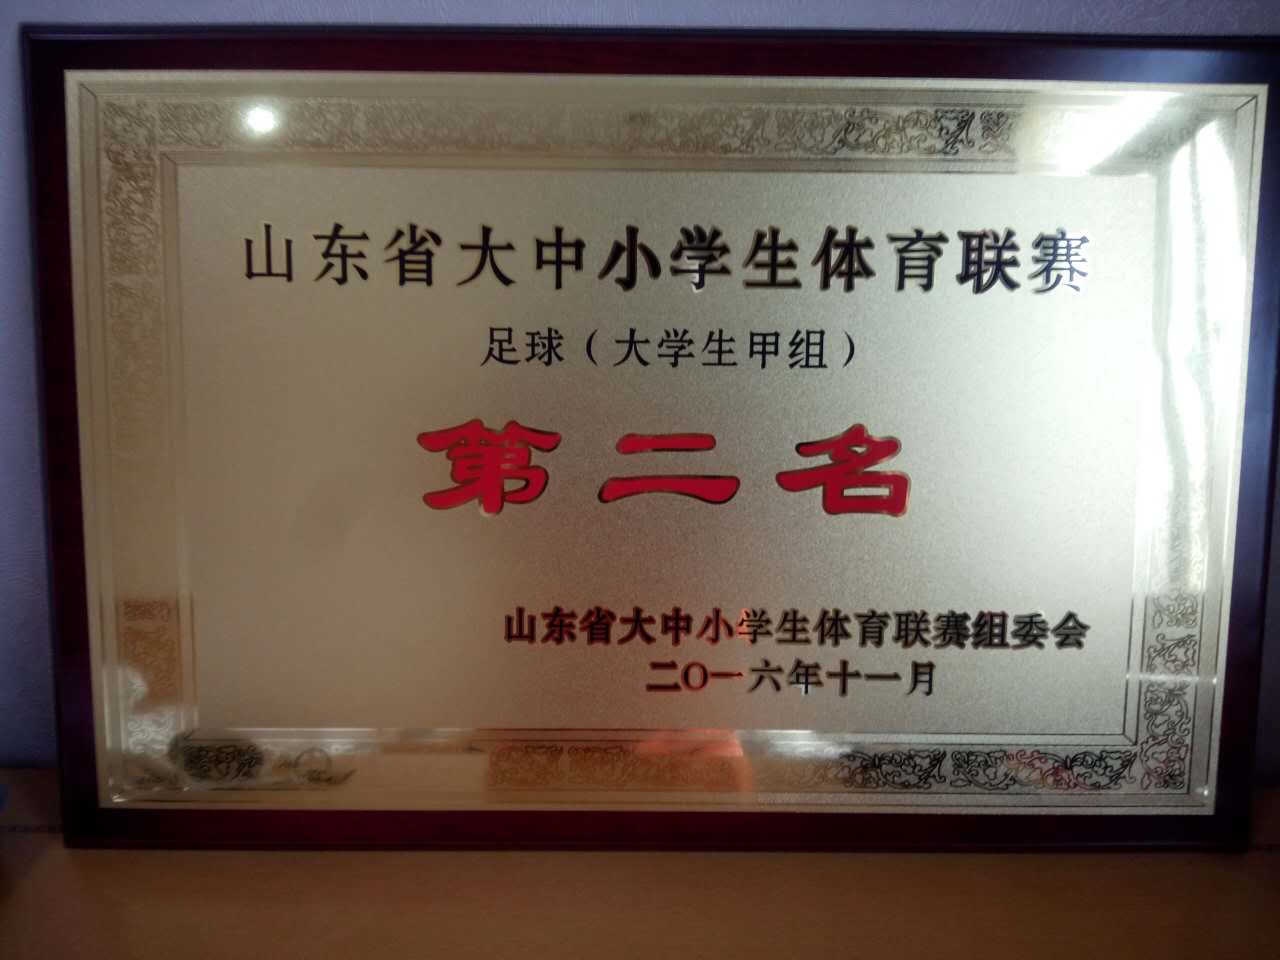 山东省大中小学生体育联赛
足球（大学生甲组）
第二名
山东省大中小学生体育联赛组委会
二〇一六年十一月